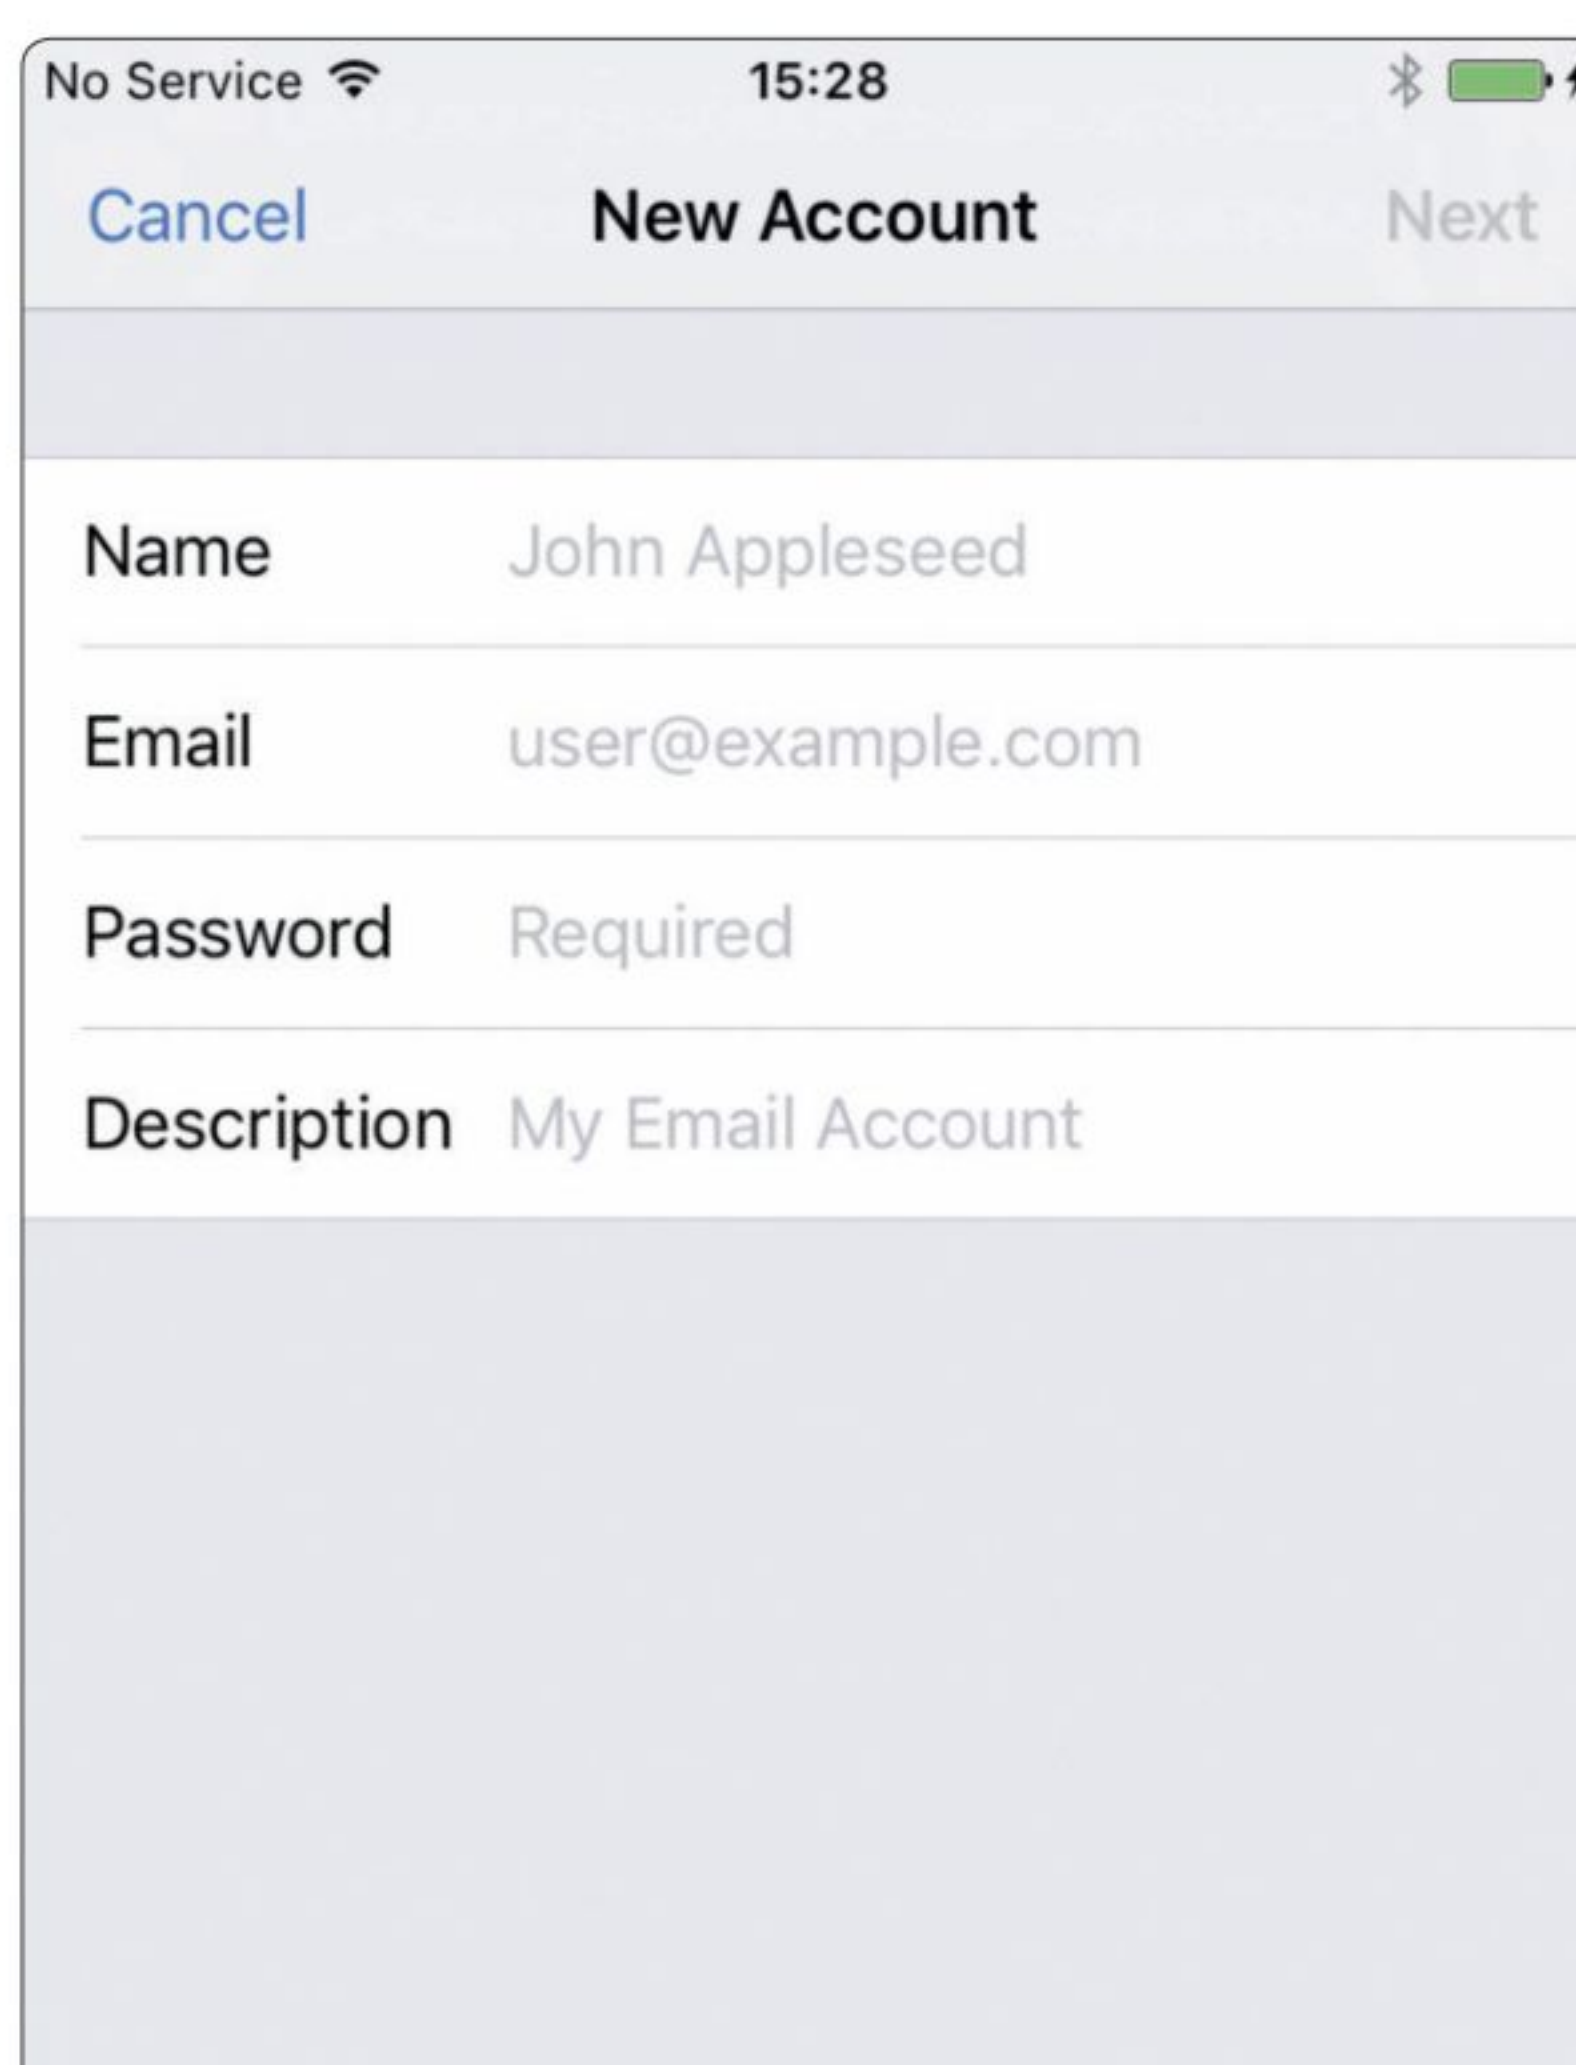 No Service 15:28
Cancel New Account Next
Name John Appleseed
Email user@example.com
Password Required
Description My Email Account